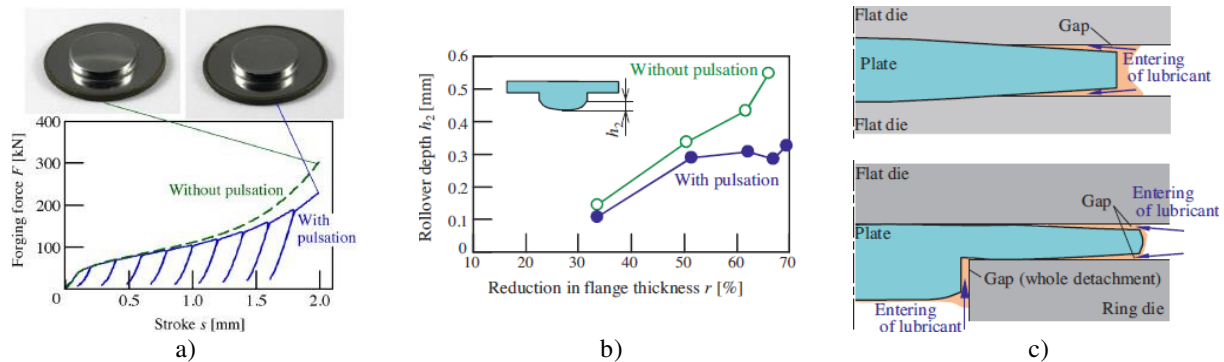 400
300
200
100
0
0.5
1.0
1.5
2.0
Forging force F [kN]
Stroke s [mm]
Without pulsation
With
pulsation
a)
0.6
0.5
0.4
0.3
0.2
0.1
0
10
20
30
40
50
60
70
80
90
Rollover depth h2 [mm]
Reduction in flange thickness r [%]
Without pulsation
With pulsation
h2
b)
Flat die
Gap
Plate
Entering
of lubricant
Flat die
Flat die
Gap
Entering
of lubricant
Plate
Gap (whole detachment)
Ring die
Entering
of lubricant
c)